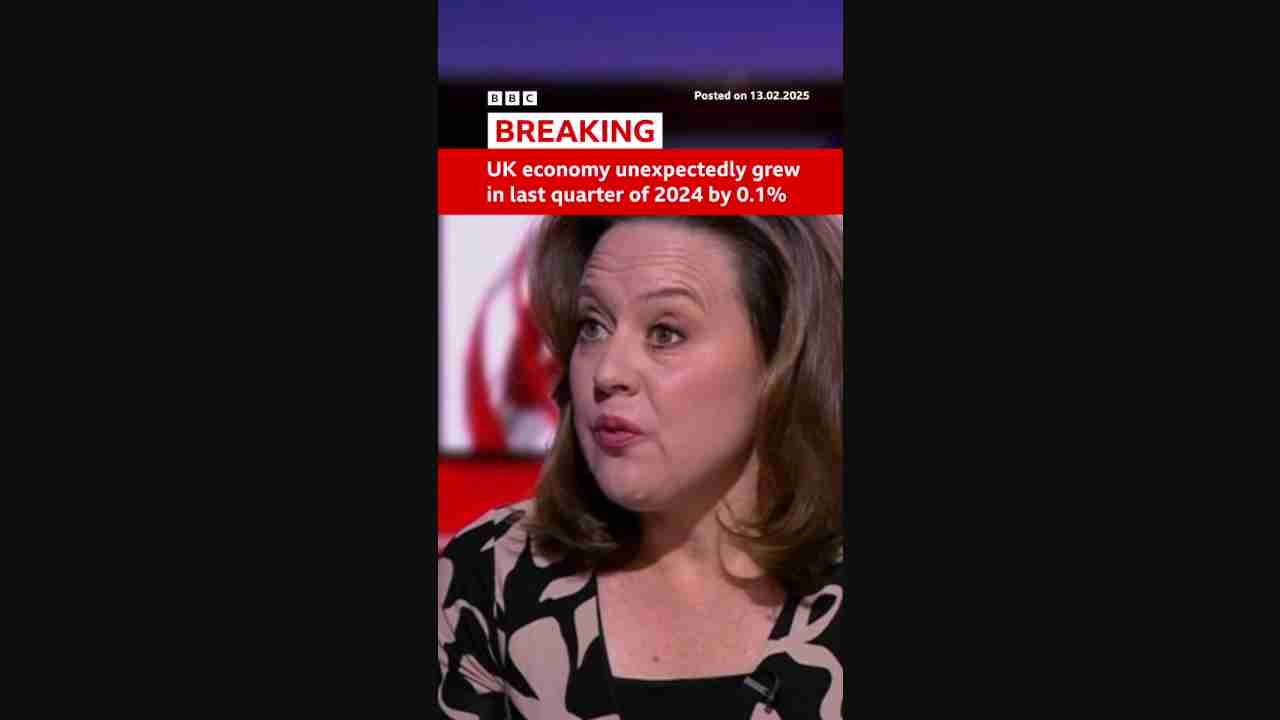 BBC
Posted on 13.02.2025
BREAKING
UK economy unexpectedly grew
in last quarter of 2024 by 0.1%